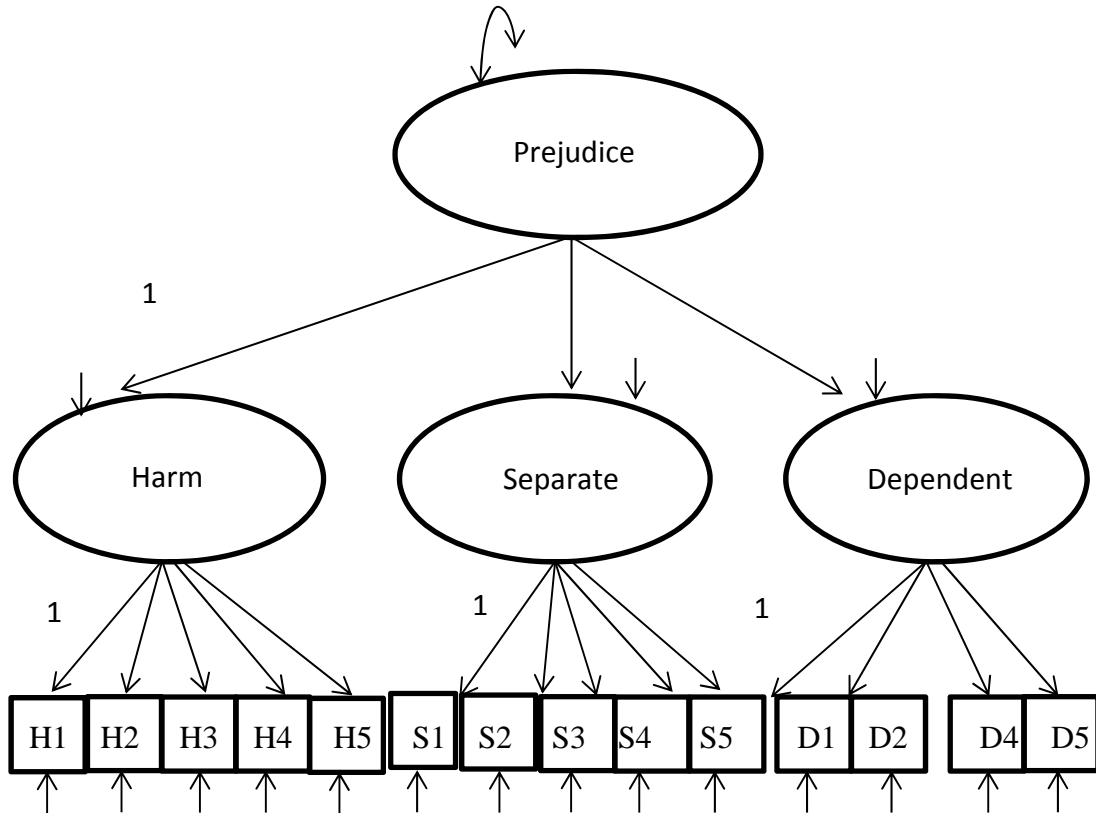 Prejudice
1
Harm Separate Dependent
1 1 1
H1 H2 H3 H4 H5 S1 S2 S3 S4 S5 D1 D2 D4 D5